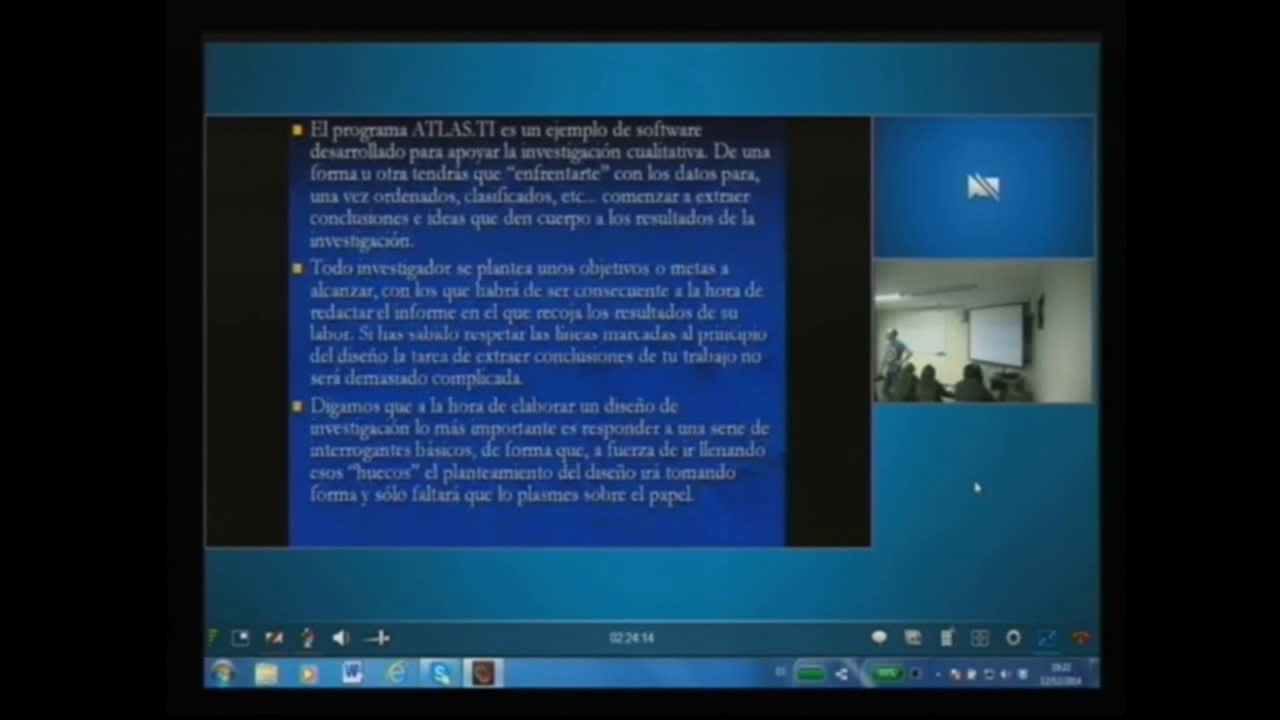 El programa ATLAS.TI es un ejemplo de software
desarrollado para apoyar la investigación cualitativa. De una
forma u otra tendrás que “enfrentarte” con los datos para,
una vez ordenados, clasificados, etc... comenzar a extraer
conclusiones e ideas que den cuerpo a los resultados de la
investigación.
Todo investigador se plantea unos objetivos o metas a
alcanzar, con los que habrá de ser consecuente a la hora de
redactar el informe en el que recoja los resultados de su
labor. Si has sabido respetar las líneas marcadas al principio
del diseño la tarea de extraer conclusiones de tu trabajo no
será demasiado complicada.
Digamos que a la hora de elaborar un diseño de
investigación lo más importante es responder a una serie de
interrogantes básicos, de forma que, a fuerza de ir llenando
esos “huecos” el planteamiento del diseño irá tomando
forma y sólo faltará que lo plasmes sobre el papel.
02:24:14
ES